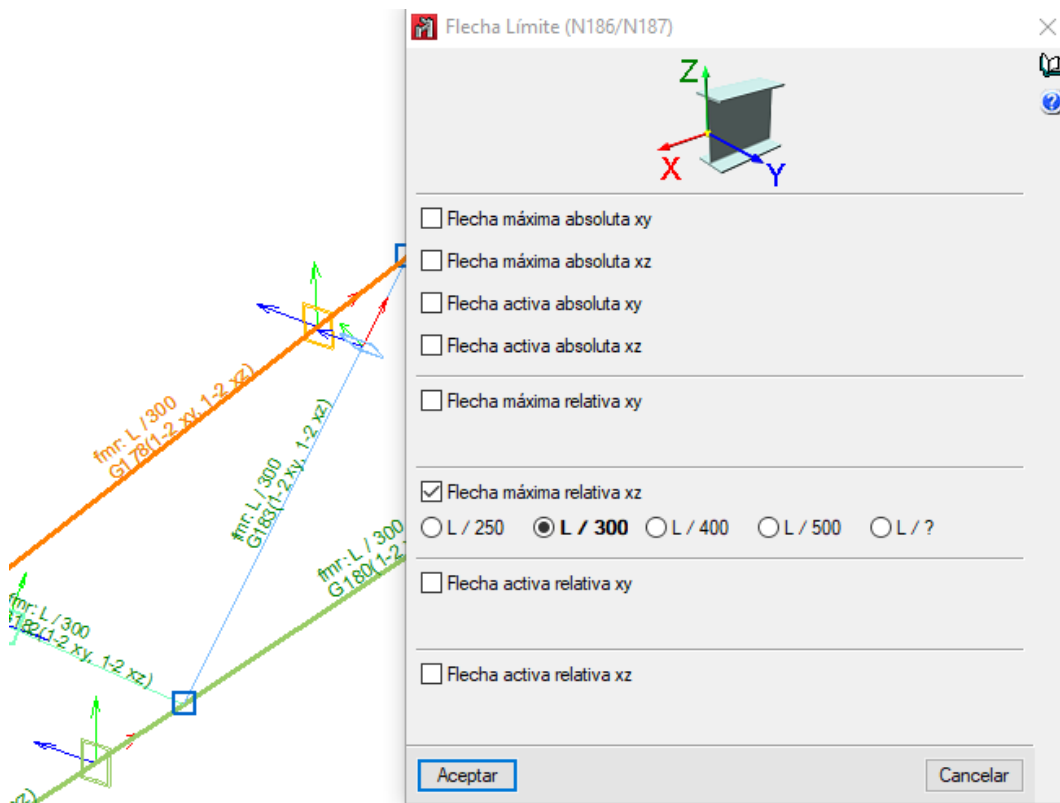 Flecha Límite (N186/N187)
Z
X
Y
Flecha máxima absoluta xy
Flecha máxima absoluta xz
Flecha activa absoluta xy
Flecha activa absoluta xz
Flecha máxima relativa xy
Flecha máxima relativa xz
L / 250 L / 300 L / 400 L / 500 L / ?
Flecha activa relativa xy
Flecha activa relativa xz
Aceptar Cancelar
fmr: L / 300
G178(1-2 xy, 1-2 xz)
fmr: L / 300
G183(1-2 xy, 1-2 xz)
fmr: L / 300
G180(1-2
fmr: L / 300
182(1-2 xy, 1-2 xz)
xz)